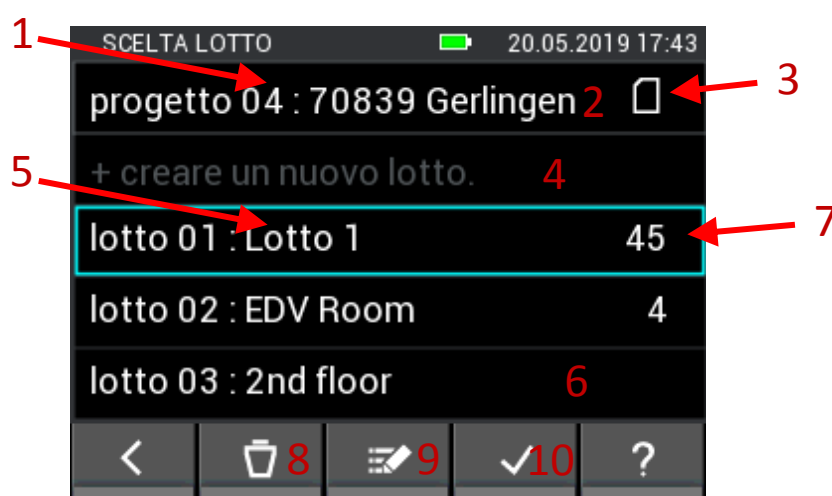 1
SCELTA LOTTO 20.05.2019 17:43
progetto 04 : 70839 Gerlingen 2
3
+ creare un nuovo lotto. 4
5
lotto 01 : Lotto 1 45
7
lotto 02 : EDV Room 4
lotto 03 : 2nd floor 6
< 8 9 10 ?